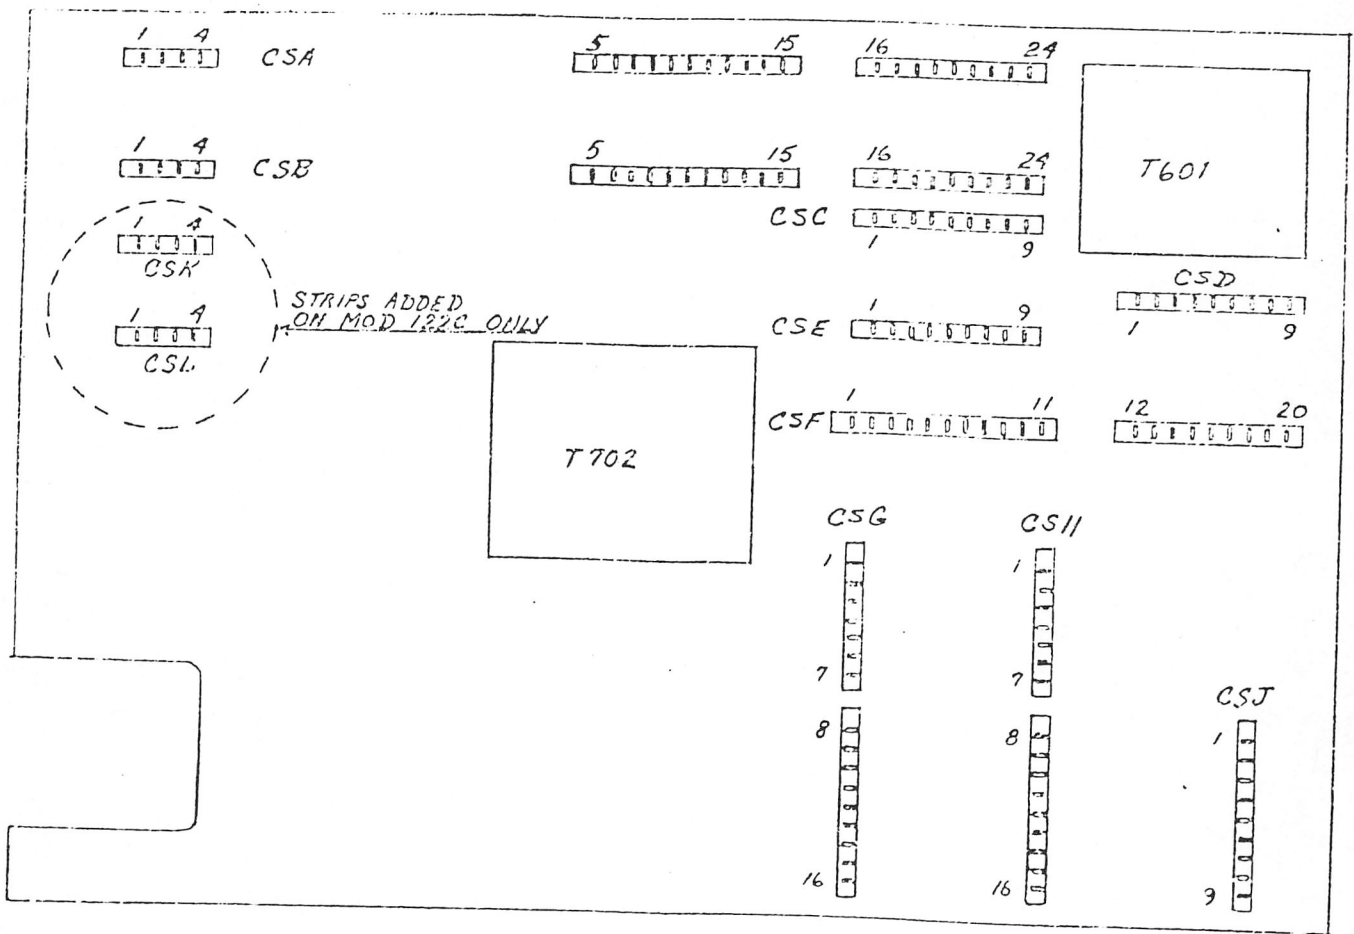 1 4 CSA 5 15 16 24
1 4 CSB 5 15 16 24
T601
CSC
1 9
1 4
CSK
CSD
1 9
STRIPS ADDED
ON MOD 122C ONLY
1 4
CSL
CSE 1 9
CSF 1 11 12 20
T702
CSG
1
7
8
16
CSH
1
7
8
16
CSJ
1
9